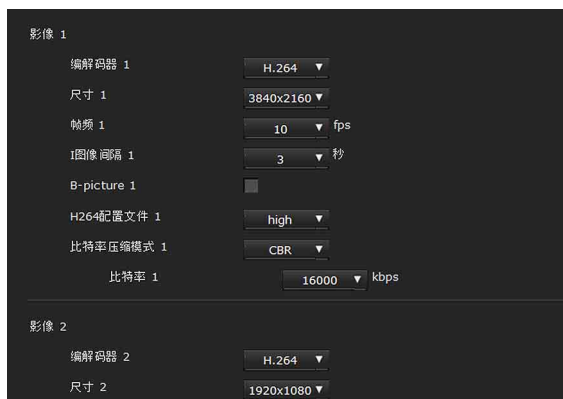 影像 1
编解码器 1 H.264
尺寸 1 3840x2160
帧频 1 10 fps
I图像间隔 1 3 秒
B-picture 1
H264配置文件 1 high
比特率压缩模式 1 CBR
比特率 1 16000 kbps
影像 2
编解码器 2 H.264
尺寸 2 1920x1080